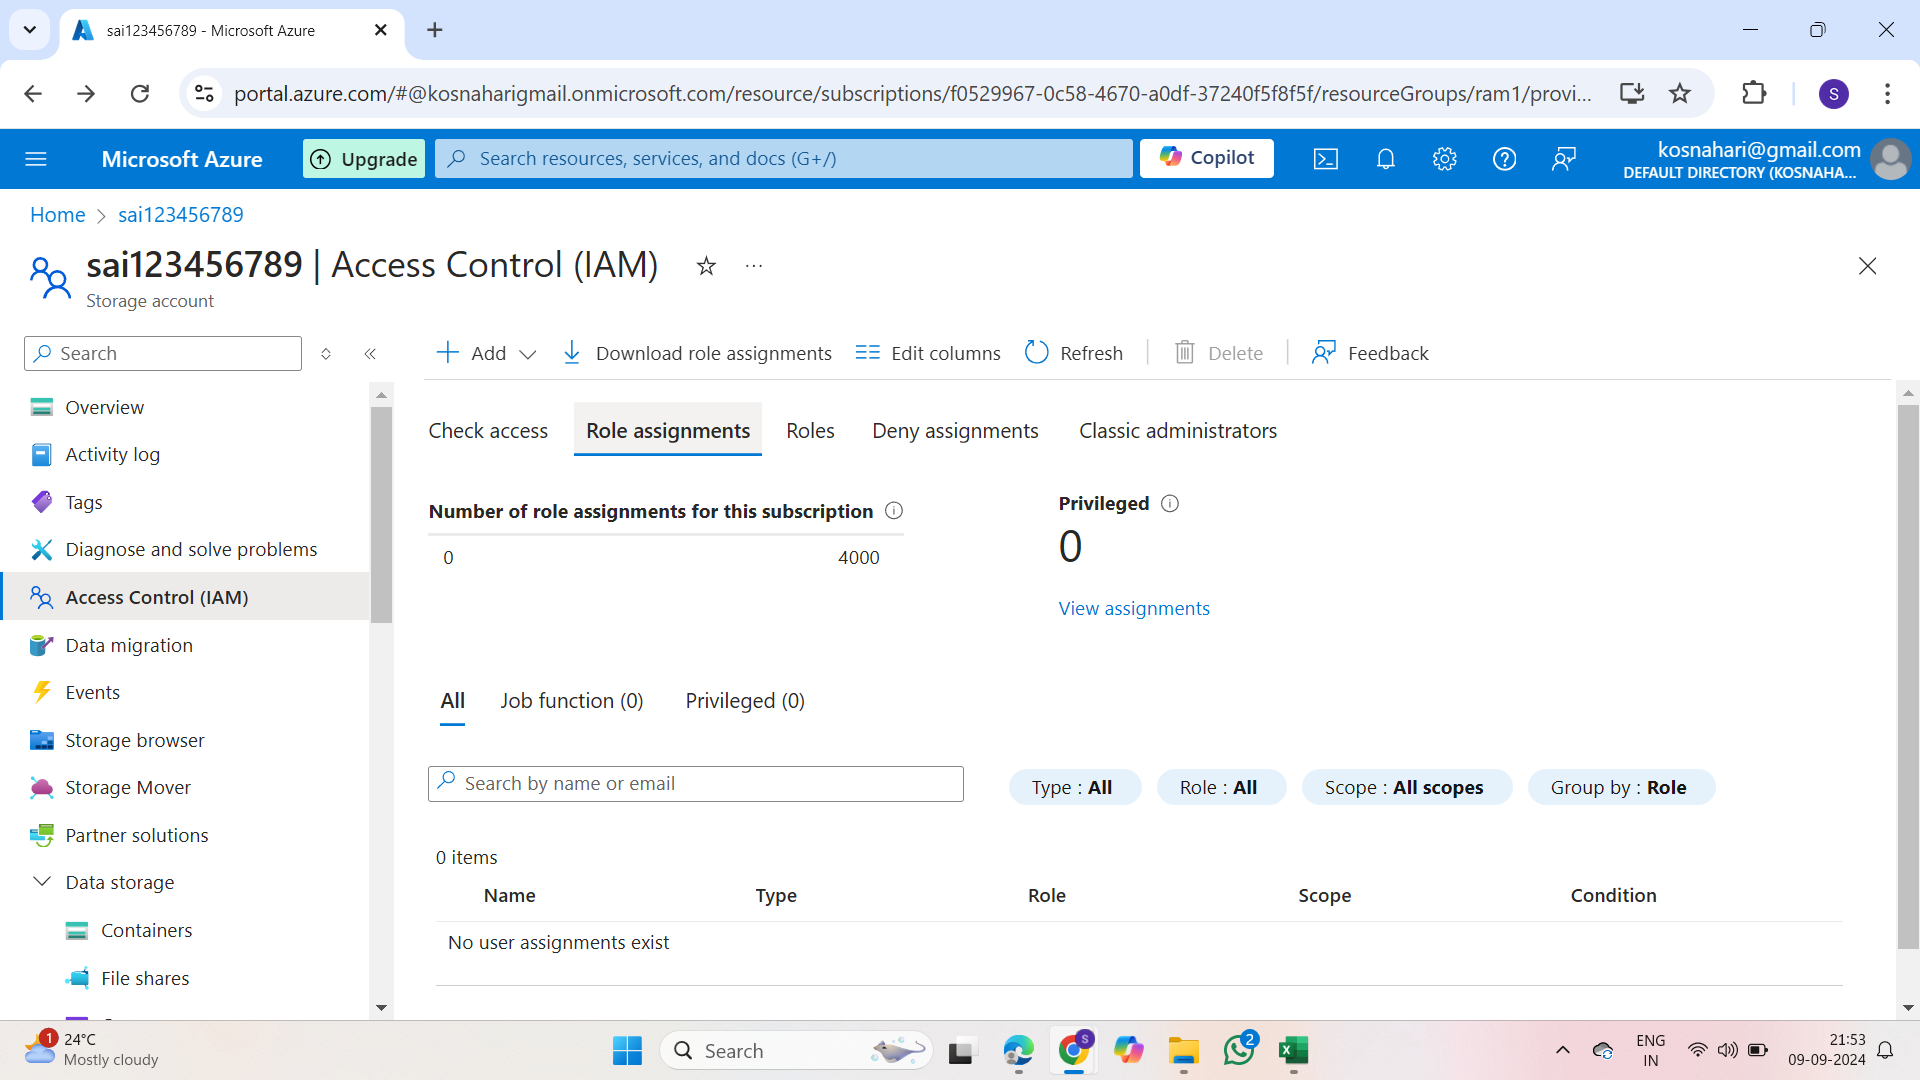 sai123456789 - Microsoft Azure
portal.azure.com/#@kosnaharigmail.onmicrosoft.com/resource/subscriptions/f0529967-0c58-4670-a0df-37240f5f8f5f/resourceGroups/ram1/provi...
S
Microsoft Azure
Upgrade
Search resources, services, and docs (G+/)
Copilot
kosnahari@gmail.com
DEFAULT DIRECTORY (KOSNAHA...
Home > sai123456789
sai123456789 | Access Control (IAM)
Storage account
Search
Add
Download role assignments
Edit columns
Refresh
Delete
Feedback
Overview
Activity log
Tags
Diagnose and solve problems
Access Control (IAM)
Data migration
Events
Storage browser
Storage Mover
Partner solutions
Data storage
Containers
File shares
Check access
Role assignments
Roles
Deny assignments
Classic administrators
Number of role assignments for this subscription
0
4000
Privileged
0
View assignments
All
Job function (0)
Privileged (0)
Search by name or email
Type : All
Role : All
Scope : All scopes
Group by : Role
0 items
Name
Type
Role
Scope
Condition
No user assignments exist
1
24°C
Mostly cloudy
Search
S
2
ENG
IN
21:53
09-09-2024